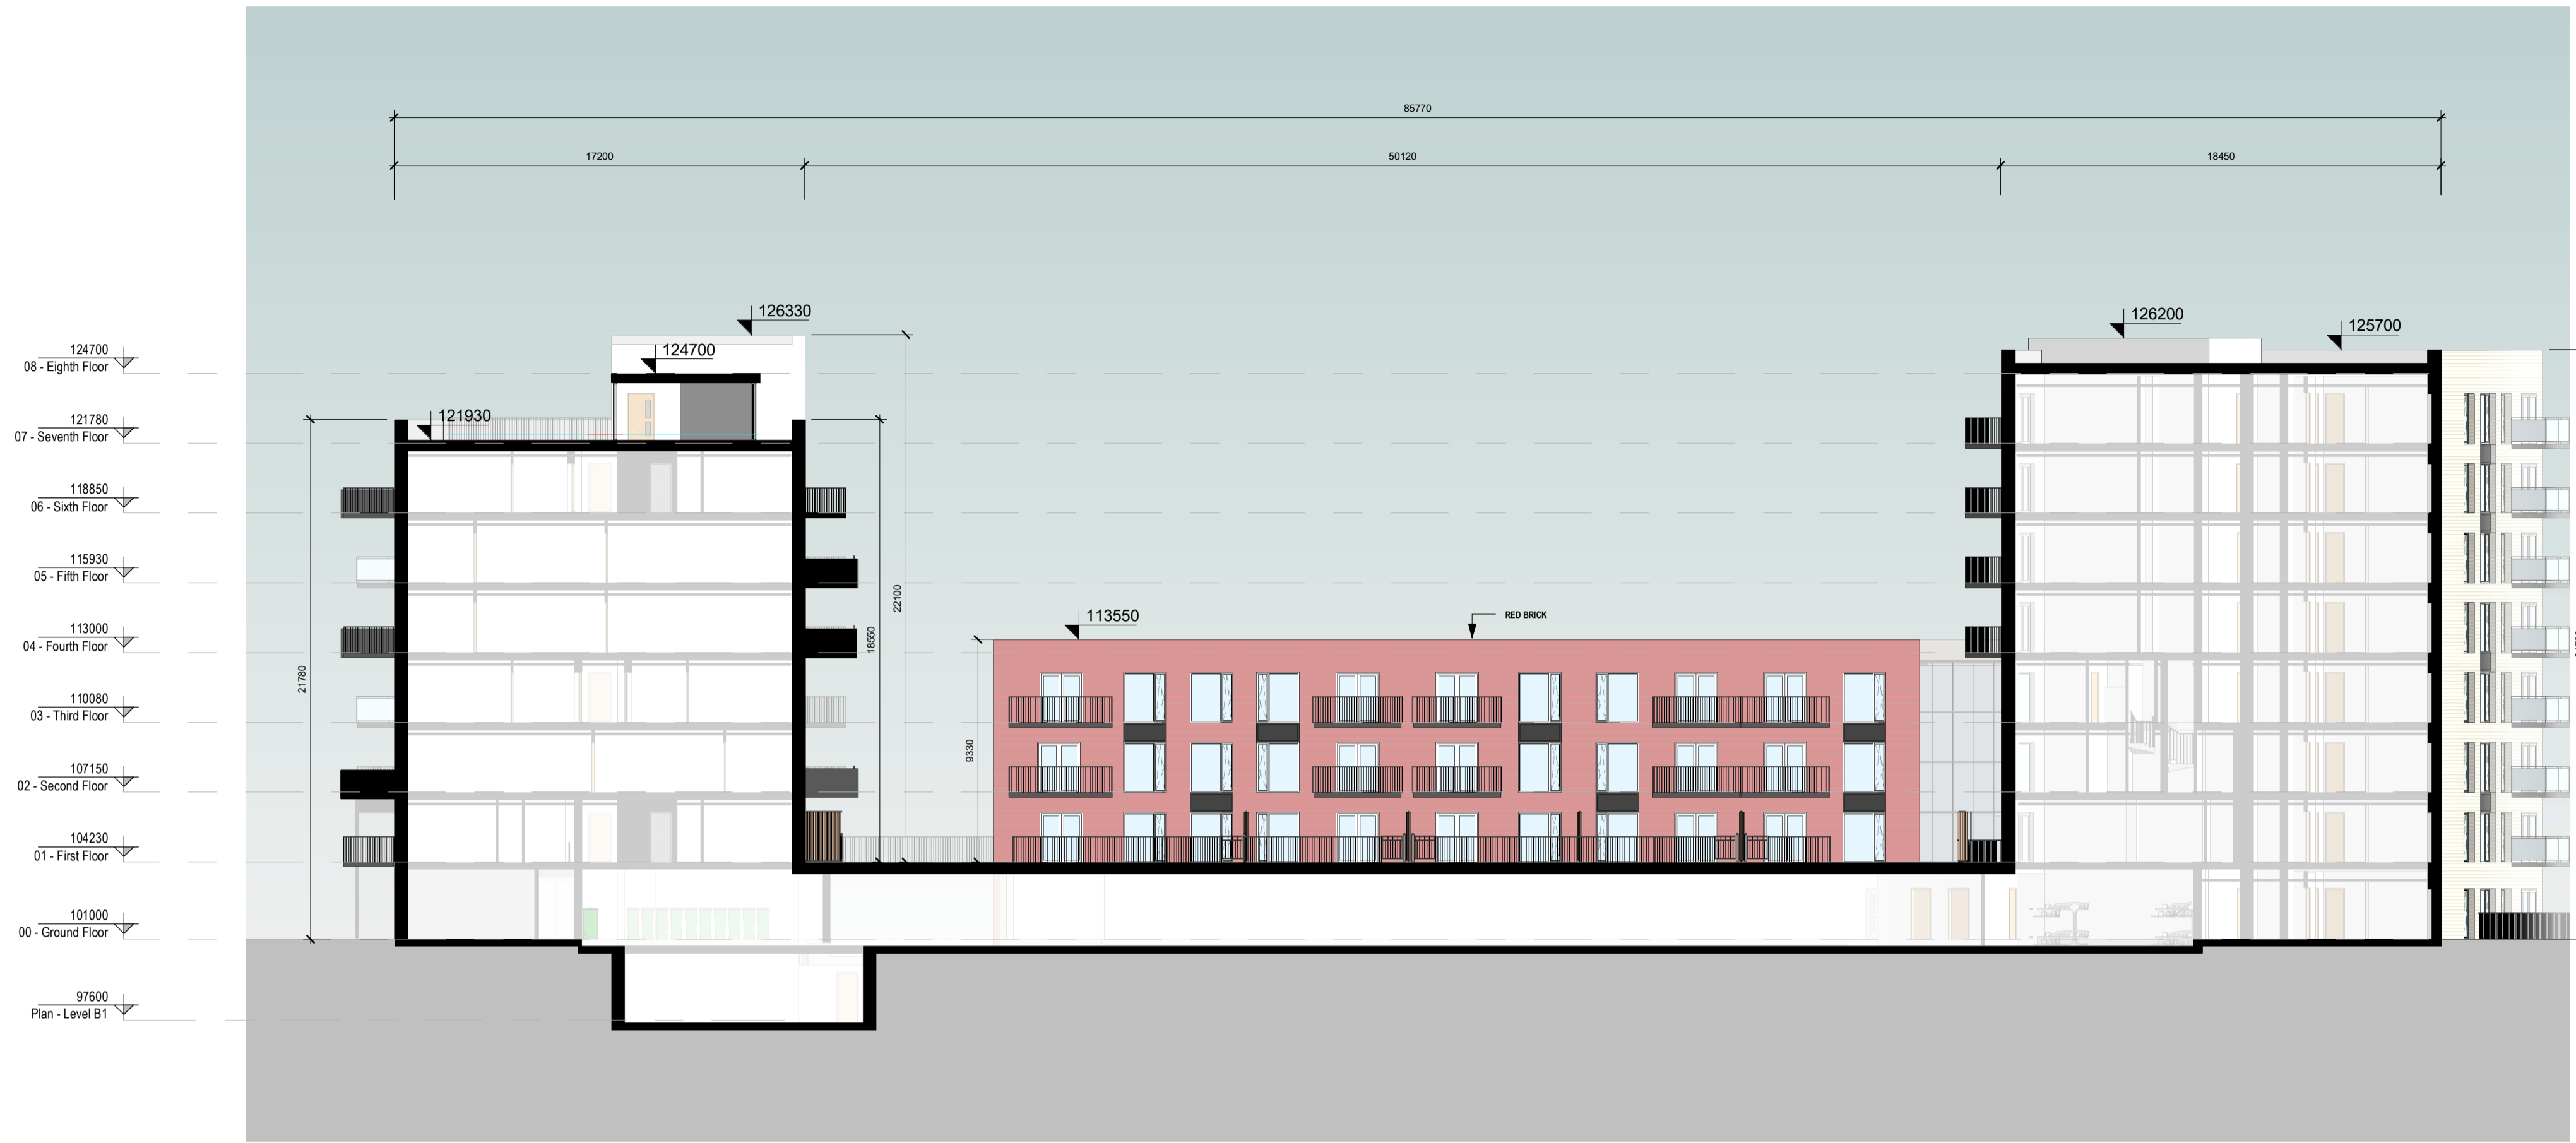 85770
17200
50120
18450
126330
126200
125700
124700
08 - Eighth Floor
124700
121780
07 - Seventh Floor
121930
118850
06 - Sixth Floor
115930
05 - Fifth Floor
22100
113000
04 - Fourth Floor
18550
113550
RED BRICK
21780
110080
03 - Third Floor
9330
107150
02 - Second Floor
104230
01 - First Floor
101000
00 - Ground Floor
97600
Plan - Level B1